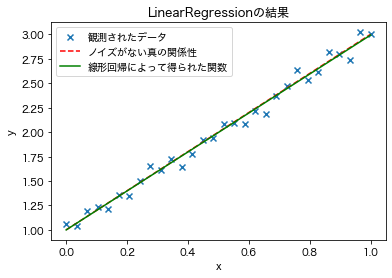 LinearRegressionの結果
観測されたデータ
ノイズがない真の関係性
線形回帰によって得られた関数
3.00
2.75
2.50
2.25
2.00
1.75
1.50
1.25
1.00
y
0.0 0.2 0.4 0.6 0.8 1.0
x